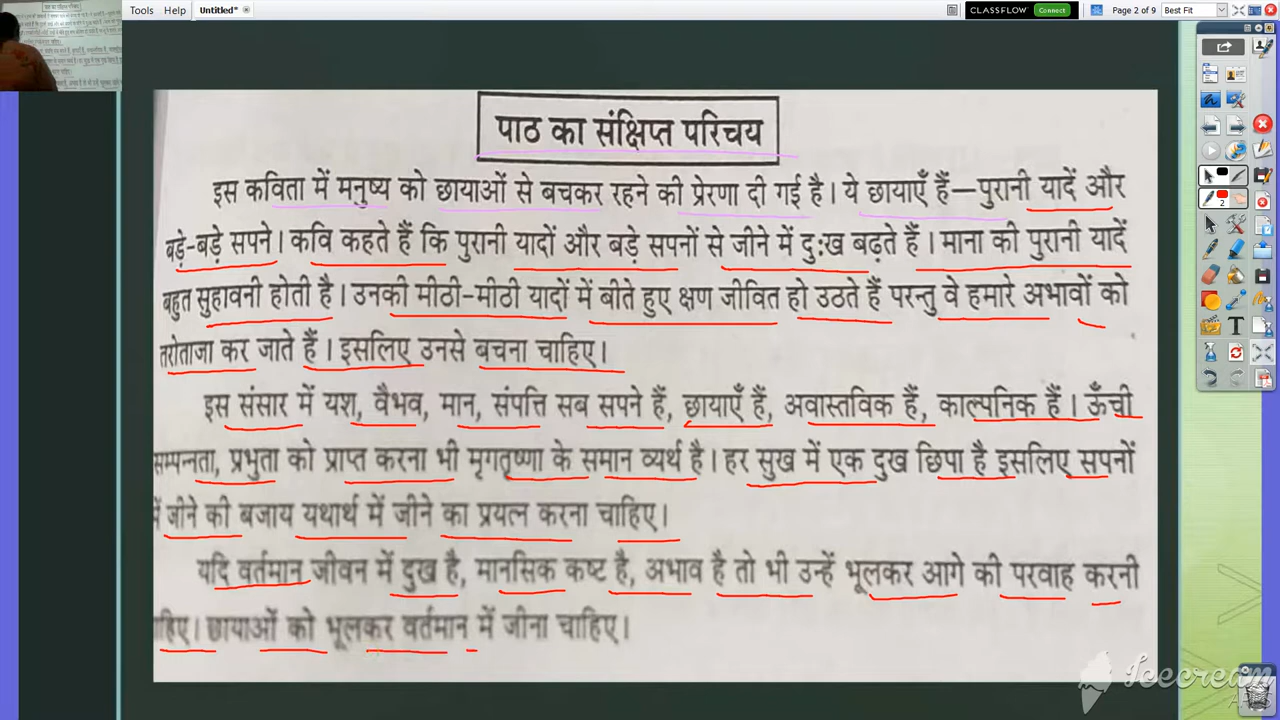 Tools Help Untitled* CLASSFLOW Connect Page 2 of 9 Best Fit
पाठ का संक्षिप्त परिचय
इस कविता में मनुष्य को छायाओं से बचकर रहने की प्रेरणा दी गई है। ये छायाएँ हैं—पुरानी यादें और
बड़े-बड़े सपने। कवि कहते हैं कि पुरानी यादों और बड़े सपनों से जीने में दुःख बढ़ते हैं। माना की पुरानी यादें
बहुत सुहावनी होती है। उनकी मीठी-मीठी यादों में बीते हुए क्षण जीवित हो उठते हैं परन्तु वे हमारे अभावों को
तरोताजा कर जाते हैं। इसलिए उनसे बचना चाहिए।
इस संसार में यश, वैभव, मान, संपत्ति सब सपने हैं, छायाएँ हैं, अवास्तविक हैं, काल्पनिक हैं। ऊँची
सम्पन्नता, प्रभुता को प्राप्त करना भी मृगतृष्णा के समान व्यर्थ है। हर सुख में एक दुख छिपा है इसलिए सपनों
में जीने की बजाय यथार्थ में जीने का प्रयत्न करना चाहिए।
यदि वर्तमान जीवन में दुख है, मानसिक कष्ट है, अभाव है तो भी उन्हें भूलकर आगे की परवाह करनी
ाहिए। छायाओं को भूलकर वर्तमान में जीना चाहिए।
2
T
Icecream
APPS